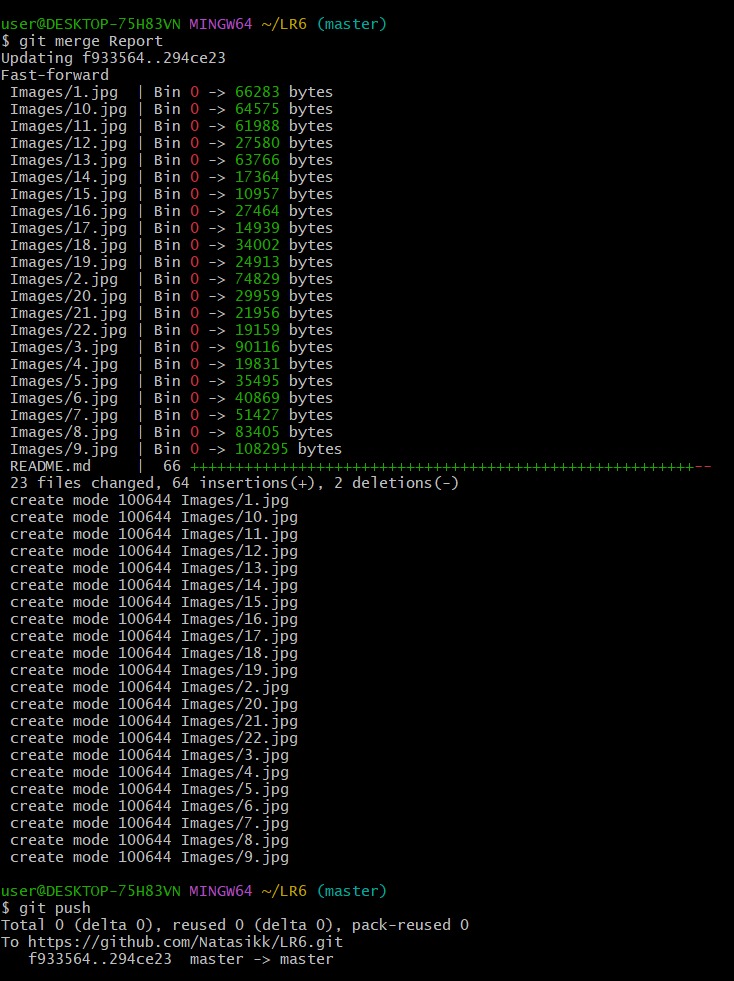 user@DESKTOP-75H83VN MINGW64 ~/LR6 (master)
$ git merge Report
Updating f933564..294ce23
Fast-forward
 Images/1.jpg  | Bin 0 -> 66283 bytes
 Images/10.jpg | Bin 0 -> 64575 bytes
 Images/11.jpg | Bin 0 -> 61988 bytes
 Images/12.jpg | Bin 0 -> 27580 bytes
 Images/13.jpg | Bin 0 -> 63766 bytes
 Images/14.jpg | Bin 0 -> 17364 bytes
 Images/15.jpg | Bin 0 -> 10957 bytes
 Images/16.jpg | Bin 0 -> 27464 bytes
 Images/17.jpg | Bin 0 -> 14939 bytes
 Images/18.jpg | Bin 0 -> 34002 bytes
 Images/19.jpg | Bin 0 -> 24913 bytes
 Images/2.jpg  | Bin 0 -> 74829 bytes
 Images/20.jpg | Bin 0 -> 29959 bytes
 Images/21.jpg | Bin 0 -> 21956 bytes
 Images/22.jpg | Bin 0 -> 19159 bytes
 Images/3.jpg  | Bin 0 -> 90116 bytes
 Images/4.jpg  | Bin 0 -> 19831 bytes
 Images/5.jpg  | Bin 0 -> 35495 bytes
 Images/6.jpg  | Bin 0 -> 40869 bytes
 Images/7.jpg  | Bin 0 -> 51427 bytes
 Images/8.jpg  | Bin 0 -> 83405 bytes
 Images/9.jpg  | Bin 0 -> 108295 bytes
 README.md     |  66 ++++++++++++++++++++++++++++++++++++++++++++++++++++++++--
 23 files changed, 64 insertions(+), 2 deletions(-)
 create mode 100644 Images/1.jpg
 create mode 100644 Images/10.jpg
 create mode 100644 Images/11.jpg
 create mode 100644 Images/12.jpg
 create mode 100644 Images/13.jpg
 create mode 100644 Images/14.jpg
 create mode 100644 Images/15.jpg
 create mode 100644 Images/16.jpg
 create mode 100644 Images/17.jpg
 create mode 100644 Images/18.jpg
 create mode 100644 Images/19.jpg
 create mode 100644 Images/2.jpg
 create mode 100644 Images/20.jpg
 create mode 100644 Images/21.jpg
 create mode 100644 Images/22.jpg
 create mode 100644 Images/3.jpg
 create mode 100644 Images/4.jpg
 create mode 100644 Images/5.jpg
 create mode 100644 Images/6.jpg
 create mode 100644 Images/7.jpg
 create mode 100644 Images/8.jpg
 create mode 100644 Images/9.jpg
user@DESKTOP-75H83VN MINGW64 ~/LR6 (master)
$ git push
Total 0 (delta 0), reused 0 (delta 0), pack-reused 0
To https://github.com/Natasikk/LR6.git
   f933564..294ce23  master -> master